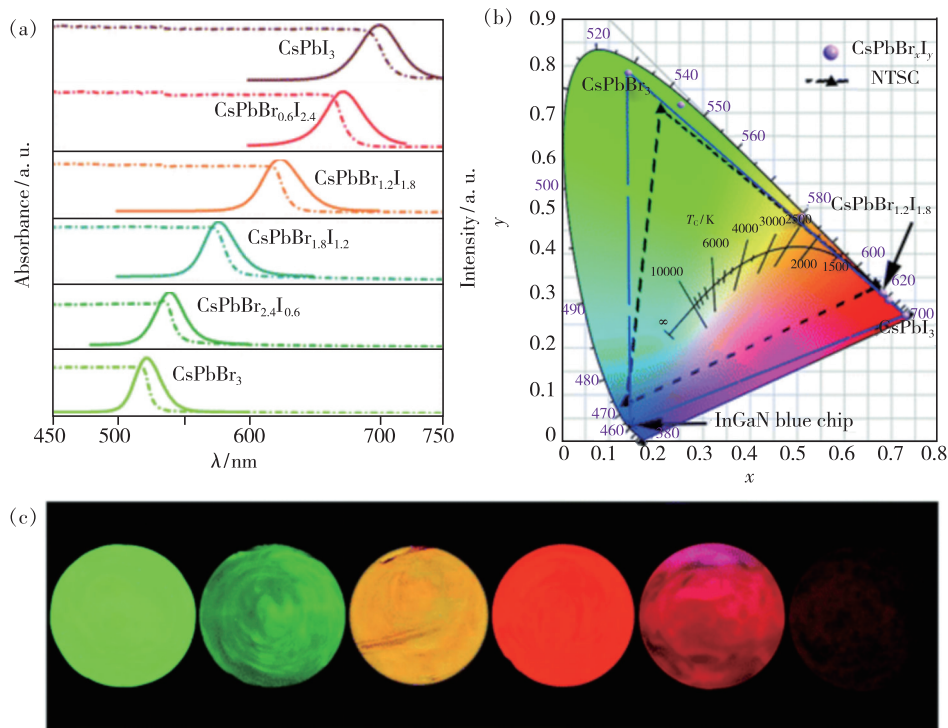 (a)
Absorbance/a. u.
Intensity/a. u.
CsPbI₃
CsPbBr₀.₆I₂.₄
CsPbBr₁.₂I₁.₈
CsPbBr₁.₈I₁.₂
CsPbBr₂.₄I₀.₆
CsPbBr₃
450 500 600 700 750
λ/nm
(b)
y
0.9
0.8
0.7
0.6
0.5
0.4
0.3
0.2
0.1
0
0 0.1 0.2 0.3 0.4 0.5 0.6 0.7 0.8
x
CsPbBrₓIᵧ
NTSC
520
540
550
560
580
600
620
700
500
490
480
470
460
380
CsPbBr₃
CsPbBr₁.₂I₁.₈
CsPbI₃
InGaN blue chip
T꜀/K
10000
6000
4000
3000
2500
2000
1500
∞
(c)